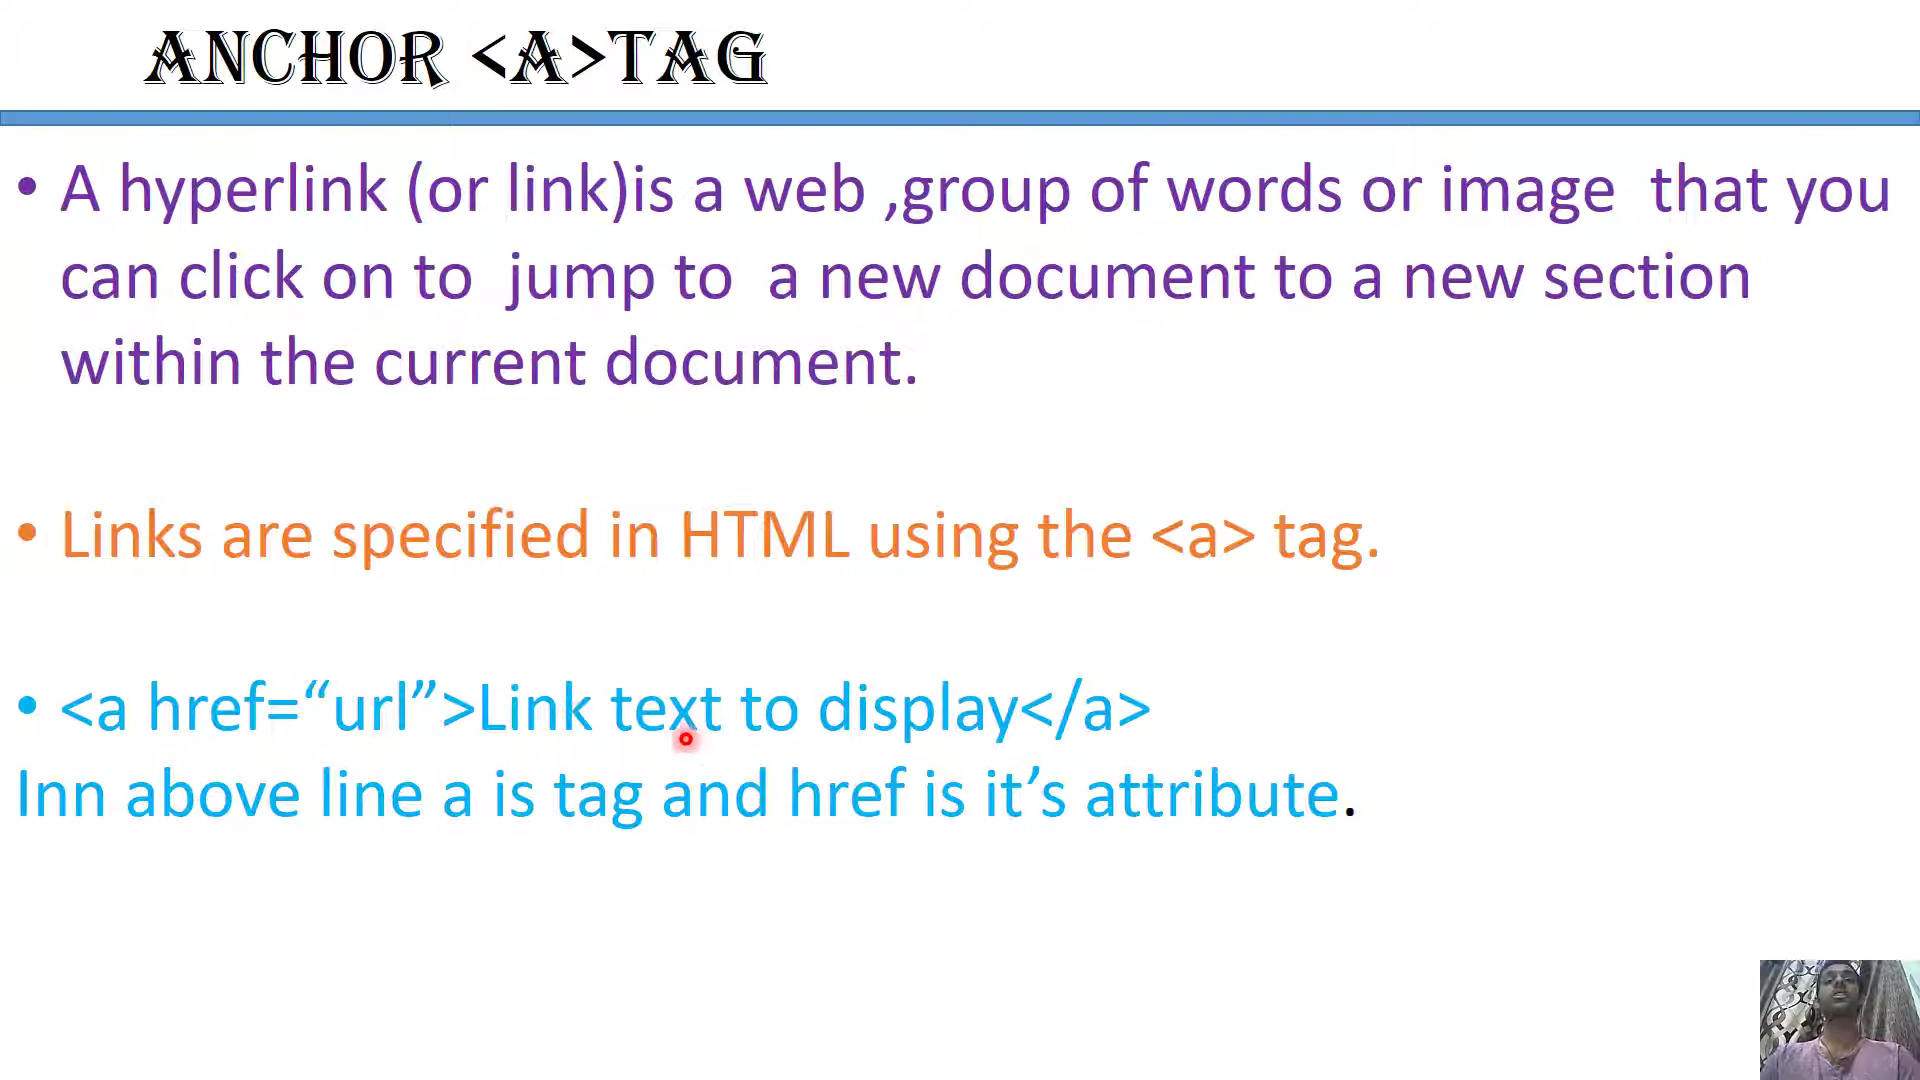 ANCHOR <A>TAG
• A hyperlink (or link)is a web ,group of words or image  that you
can click on to  jump to  a new document to a new section
within the current document.
• Links are specified in HTML using the <a> tag.
• <a href=“url”>Link text to display</a>
Inn above line a is tag and href is it’s attribute.